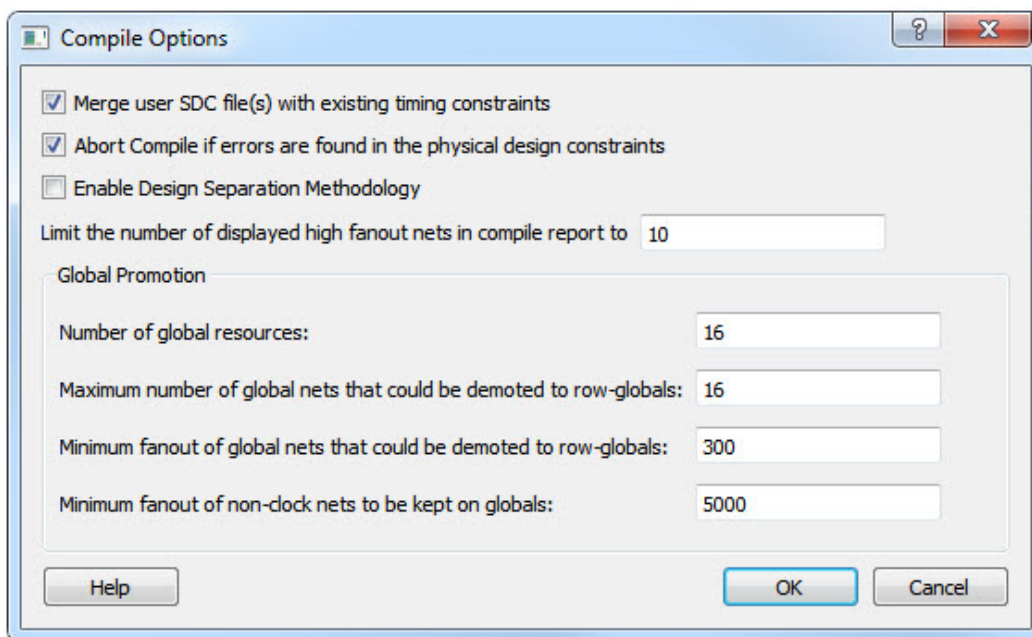 Compile Options
Merge user SDC file(s) with existing timing constraints
Abort Compile if errors are found in the physical design constraints
Enable Design Separation Methodology
Limit the number of displayed high fanout nets in compile report to 10
Global Promotion
Number of global resources: 16
Maximum number of global nets that could be demoted to row-globals: 16
Minimum fanout of global nets that could be demoted to row-globals: 300
Minimum fanout of non-clock nets to be kept on globals: 5000
Help OK Cancel